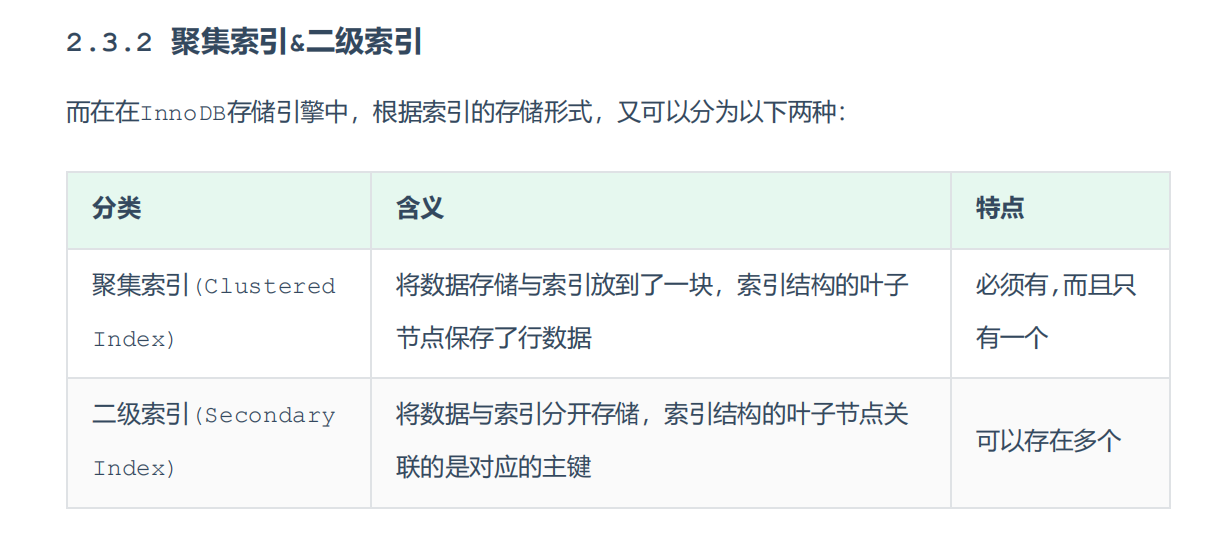 2.3.2 聚集索引&二级索引
而在在InnoDB存储引擎中，根据索引的存储形式，又可以分为以下两种：
分类 含义 特点
聚集索引(Clustered
Index)
将数据存储与索引放到了一块，索引结构的叶子
节点保存了行数据
必须有,而且只
有一个
二级索引(Secondary
Index)
将数据与索引分开存储，索引结构的叶子节点关
联的是对应的主键
可以存在多个